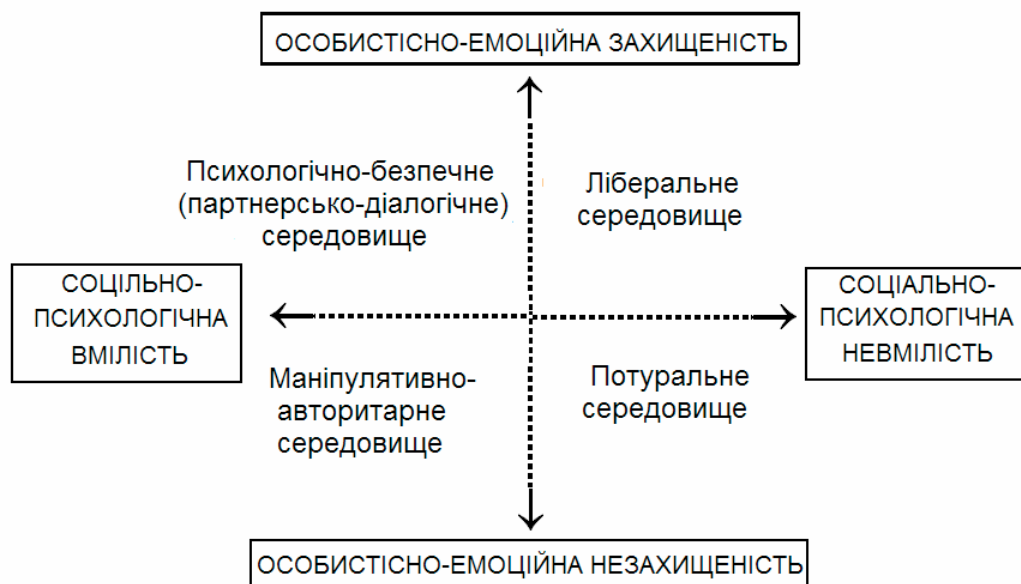 ОСОБИСТІСНО-ЕМОЦІЙНА ЗАХИЩЕНІСТЬ
Психологічно-безпечне
(партнерсько-діалогічне)
середовище
Ліберальне
середовище
СОЦІЛЬНО-
ПСИХОЛОГІЧНА
ВМІЛІСТЬ
СОЦІАЛЬНО-
ПСИХОЛОГІЧНА
НЕВМІЛІСТЬ
Маніпулятивно-
авторитарне
середовище
Потуральне
середовище
ОСОБИСТІСНО-ЕМОЦІЙНА НЕЗАХИЩЕНІСТЬ